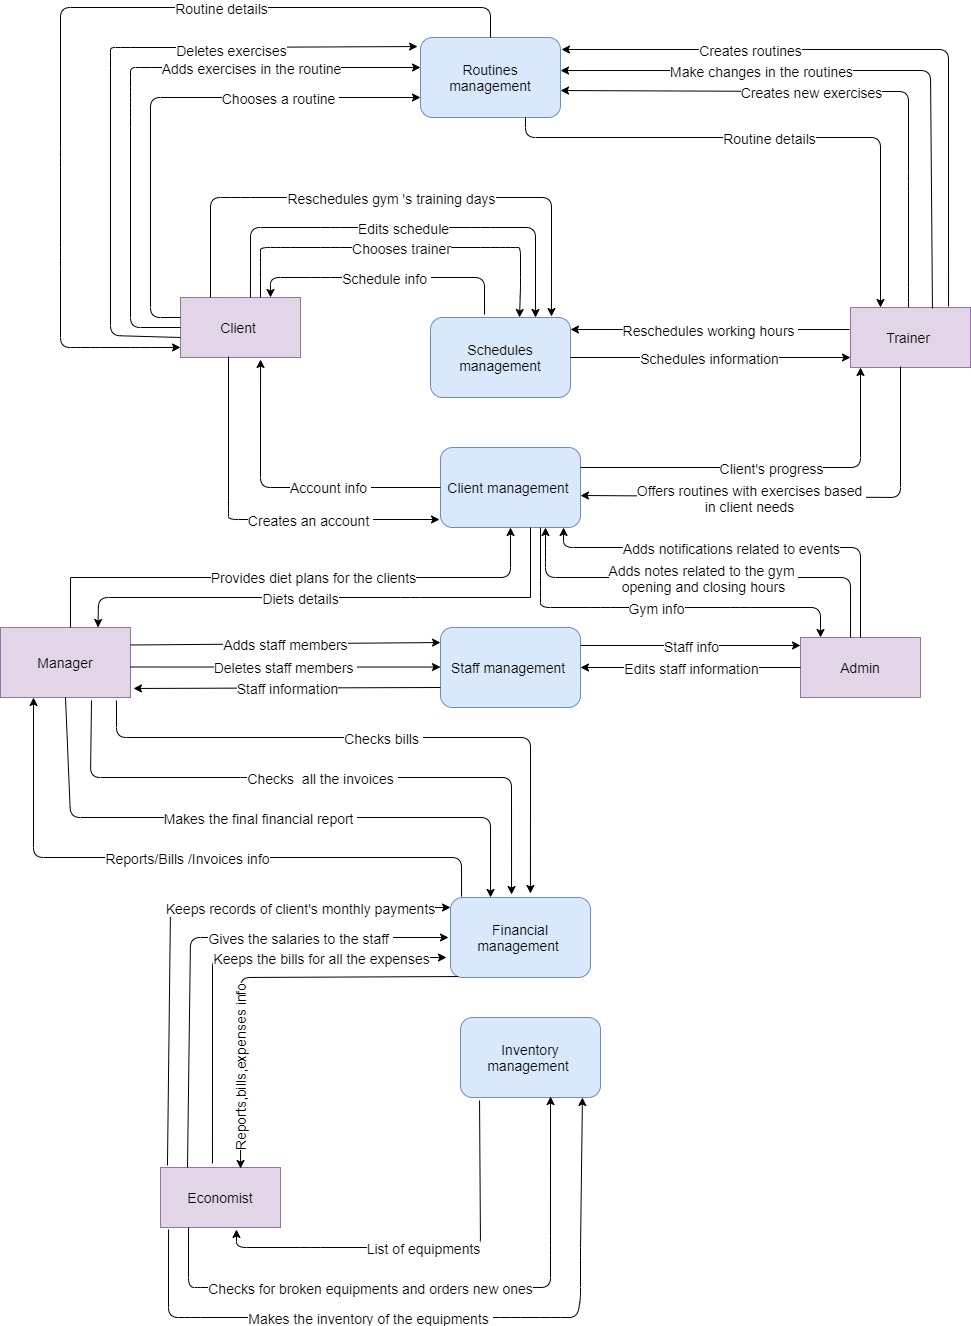 Routine details
Deletes exercises
Creates routines
Adds exercises in the routine
Routines
management
Make changes in the routines
Chooses a routine
Creates new exercises
Routine details
Reschedules gym 's training days
Edits schedule
Chooses trainer
Schedule info
Client
Schedules
management
Reschedules working hours
Trainer
Schedules information
Client's progress
Account info
Client management
Offers routines with exercises based
in client needs
Creates an account
Adds notifications related to events
Provides diet plans for the clients
Adds notes related to the gym
opening and closing hours
Diets details
Gym info
Manager
Adds staff members
Staff management
Staff info
Admin
Deletes staff members
Edits staff information
Staff information
Checks bills
Checks  all the invoices
Makes the final financial report
Reports/Bills /Invoices info
Keeps records of client's monthly payments
Financial
management
Gives the salaries to the staff
Keeps the bills for all the expenses
Reports,bills,expenses info
Inventory
management
Economist
List of equipments
Checks for broken equipments and orders new ones
Makes the inventory of the equipments